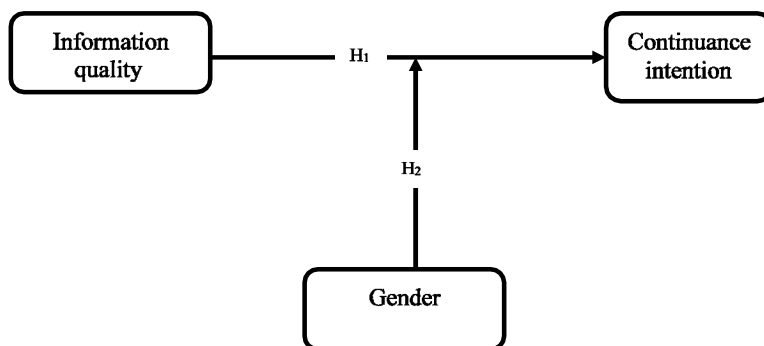 Information
quality
H₁
Continuance
intention
H₂
Gender